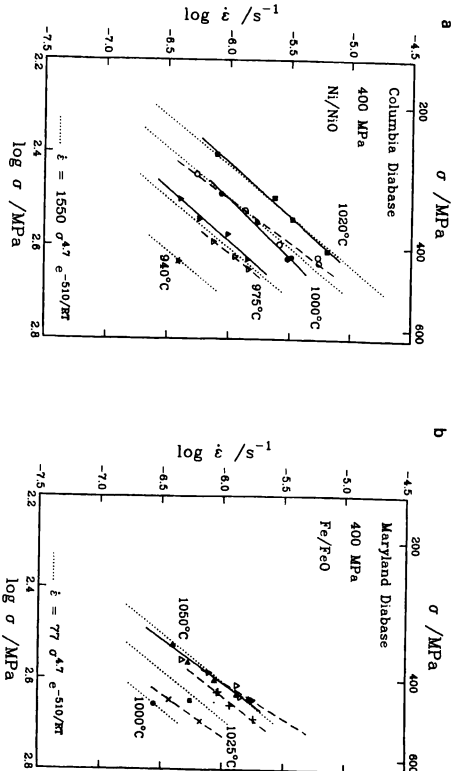 a
σ /MPa
200
400
600
Columbia Diabase
400 MPa
Ni/NiO
1020°C
1000°C
975°C
940°C
ε̇ = 1550 σ^4.7 e^-510/RT
log ε̇ /s^-1
-4.5
-5.0
-5.5
-6.0
-6.5
-7.0
-7.5
2.2
2.4
2.6
2.8
log σ /MPa
b
σ /MPa
200
400
600
Maryland Diabase
400 MPa
Fe/FeO
1050°C
1025°C
1000°C
ε̇ = 77 σ^4.7 e^-510/RT
log ε̇ /s^-1
-4.5
-5.0
-5.5
-6.0
-6.5
-7.0
-7.5
2.2
2.4
2.6
2.8
log σ /MPa